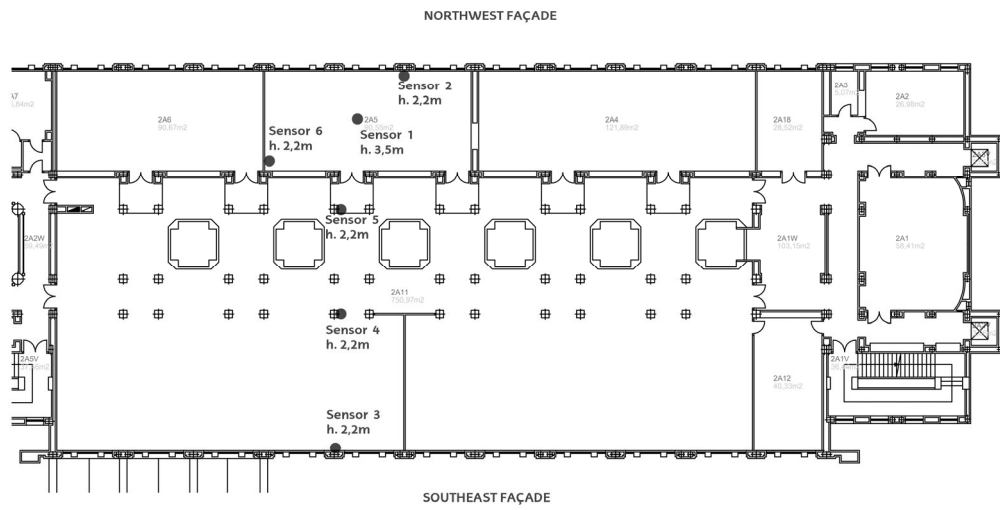 NORTHWEST FAÇADE
Sensor 2
h. 2,2m
2A3
5,07m2
2A2
26,98m2
2A6
90,67m2
2A5
Sensor 6
h. 2,2m
Sensor 1
h. 3,5m
2A4
121,89m2
2A18
28,52m2
Sensor 5
h. 2,2m
2A2W
2A1W
103,15m2
2A1
58,41m2
2A11
750,97m2
Sensor 4
h. 2,2m
2A5V
2A12
40,33m2
2A1V
Sensor 3
h. 2,2m
SOUTHEAST FAÇADE